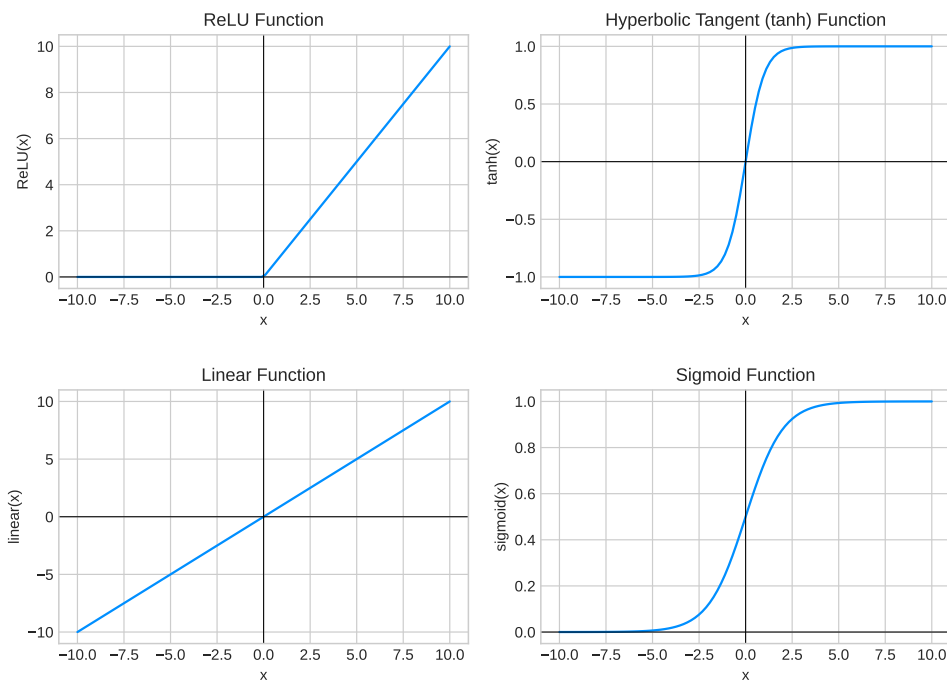 ReLU Function
10
8
6
4
2
0
ReLU(x)
−10.0 −7.5 −5.0 −2.5 0.0 2.5 5.0 7.5 10.0
x
Hyperbolic Tangent (tanh) Function
1.0
0.5
0.0
−0.5
−1.0
tanh(x)
−10.0 −7.5 −5.0 −2.5 0.0 2.5 5.0 7.5 10.0
x
Linear Function
10
5
0
−5
−10
linear(x)
−10.0 −7.5 −5.0 −2.5 0.0 2.5 5.0 7.5 10.0
x
Sigmoid Function
1.0
0.8
0.6
0.4
0.2
0.0
sigmoid(x)
−10.0 −7.5 −5.0 −2.5 0.0 2.5 5.0 7.5 10.0
x